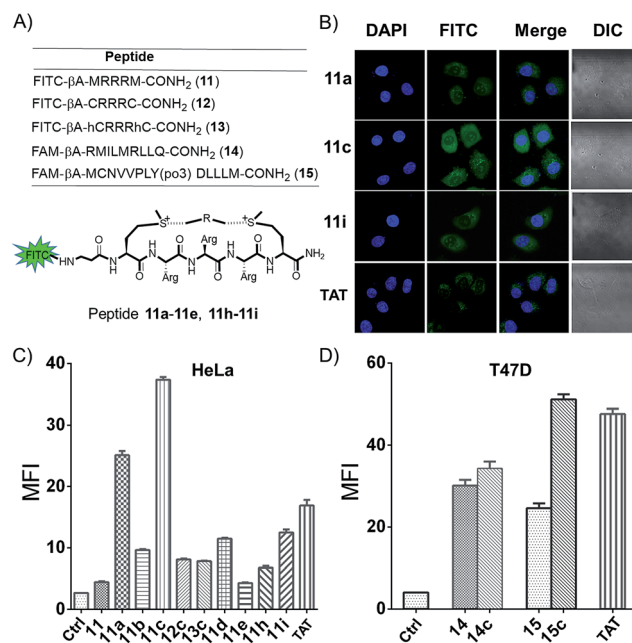 A)
Peptide
FITC-βA-MRRRM-CONH₂ (11)
FITC-βA-CRRRC-CONH₂ (12)
FITC-βA-hCRRRhC-CONH₂ (13)
FAM-βA-RMILMRLLQ-CONH₂ (14)
FAM-βA-MCNVVPLY(po3) DLLLM-CONH₂ (15)
S⁺ R S⁺
Arg
FITC HN O H N O H N O H N O NH₂
Arg Arg
Peptide 11a-11e, 11h-11i
B)
DAPI FITC Merge DIC
11a
11c
11i
TAT
C)
HeLa
MFI
40
30
20
10
0
Ctrl 11 11a 11b 11c 12c 13c 11d 11e 11h 11i TAT
D)
T47D
MFI
60
40
20
0
Ctrl 14 14c 15 15c TAT